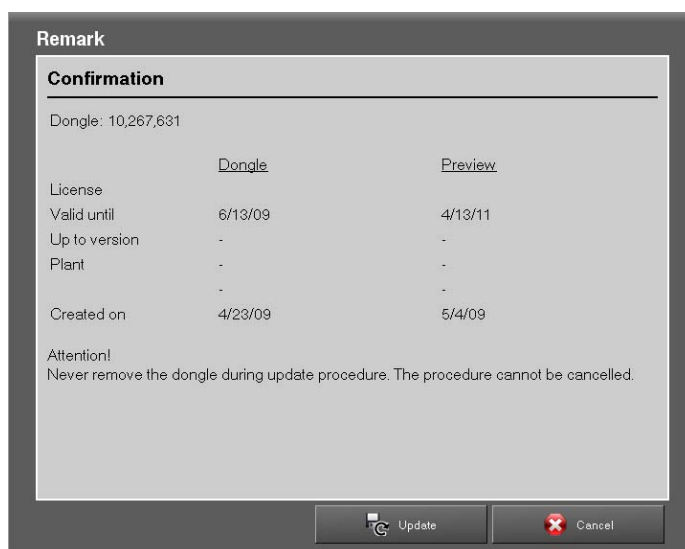 Remark
Confirmation
Dongle: 10,267,631
Dongle Preview
License
Valid until 6/13/09 4/13/11
Up to version - -
Plant - -
- -
Created on 4/23/09 5/4/09
Attention!
Never remove the dongle during update procedure. The procedure cannot be cancelled.
Update Cancel